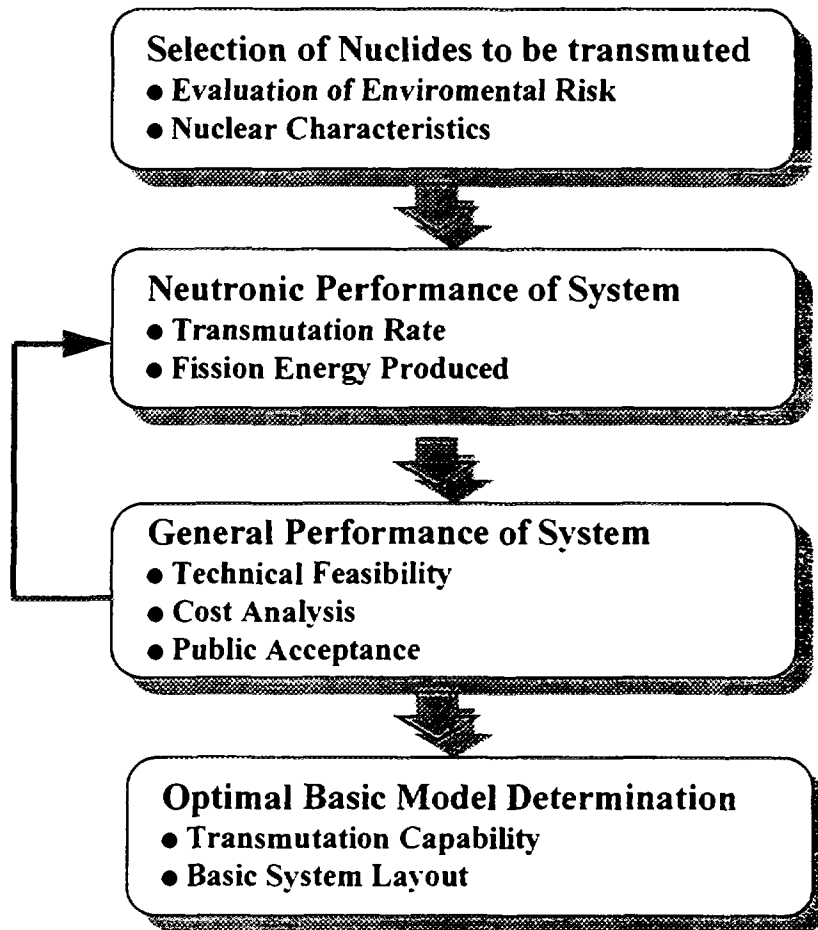 Selection of Nuclides to be transmuted
● Evaluation of Enviromental Risk
● Nuclear Characteristics
Neutronic Performance of System
● Transmutation Rate
● Fission Energy Produced
General Performance of System
● Technical Feasibility
● Cost Analysis
● Public Acceptance
Optimal Basic Model Determination
● Transmutation Capability
● Basic System Layout